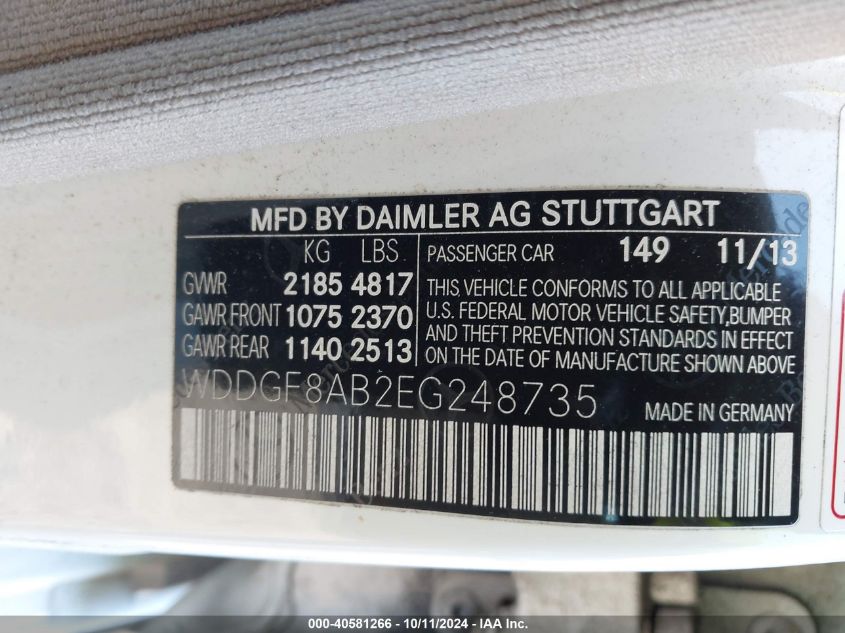 MFD BY DAIMLER AG STUTTGART
KG LBS
GVWR 2185 4817
GAWR FRONT 1075 2370
GAWR REAR 1140 2513
PASSENGER CAR 149 11/13
THIS VEHICLE CONFORMS TO ALL APPLICABLE
U.S. FEDERAL MOTOR VEHICLE SAFETY,BUMPER
AND THEFT PREVENTION STANDARDS IN EFFECT
ON THE DATE OF MANUFACTURE SHOWN ABOVE
WDDGF8AB2EG248735
MADE IN GERMANY
000-40581266 - 10/11/2024 - IAA Inc.